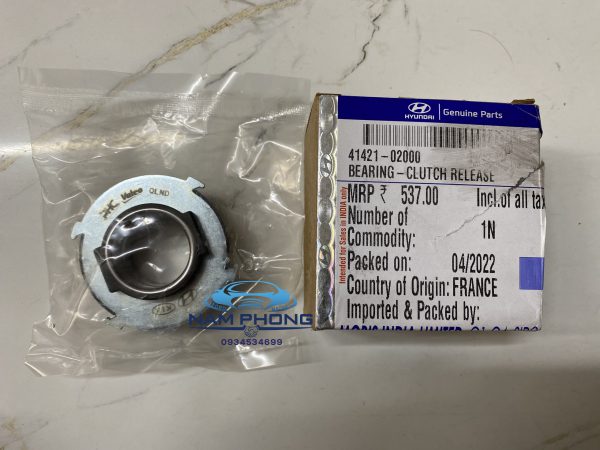 HYUNDAI
Genuine Parts
41421-02000
BEARING-CLUTCH RELEASE
MRP ₹ 537.00 Incl.of all tax
Number of
Commodity: 1N
Packed on: 04/2022
Country of Origin: FRANCE
Imported & Packed by:
Intended for Sales in INDIA only
PHC Valeo QLND
NAM PHONG
0934534699